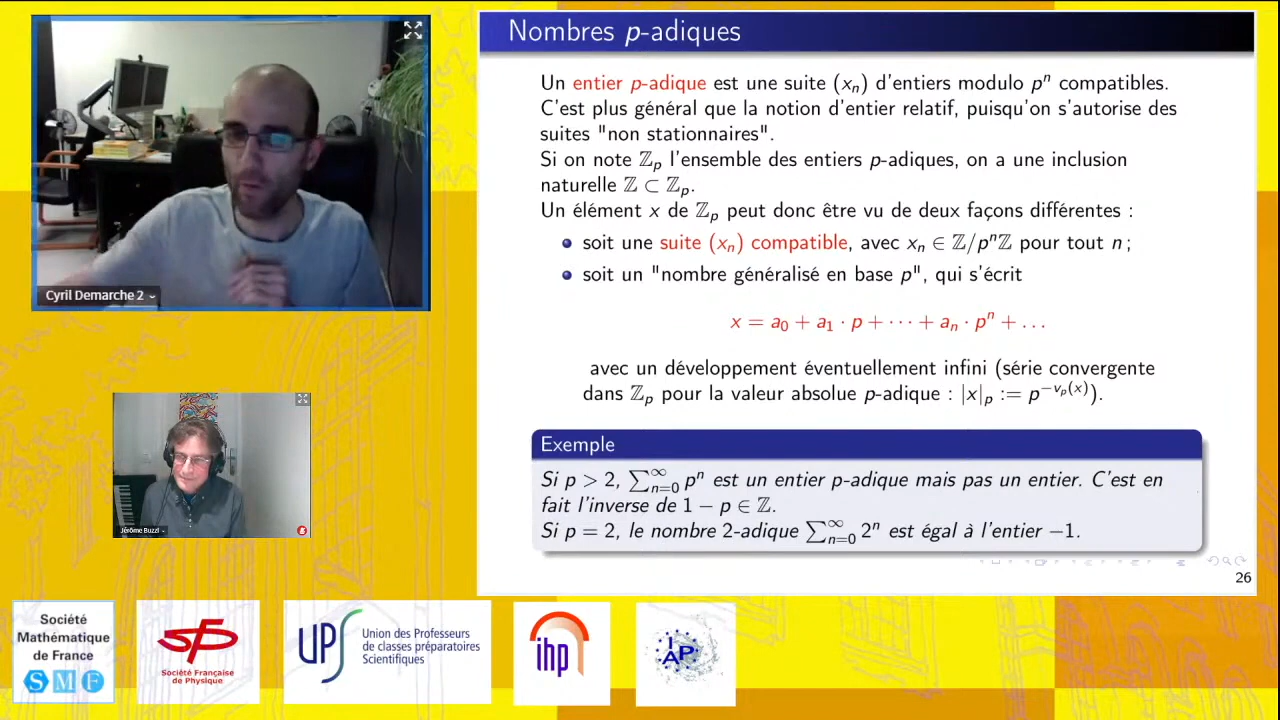 Nombres p-adiques
Un entier p-adique est une suite (xₙ) d'entiers modulo pⁿ compatibles.
C'est plus général que la notion d'entier relatif, puisqu'on s'autorise des
suites "non stationnaires".
Si on note ℤₚ l'ensemble des entiers p-adiques, on a une inclusion
naturelle ℤ ⊂ ℤₚ.
Un élément x de ℤₚ peut donc être vu de deux façons différentes :
soit une suite (xₙ) compatible, avec xₙ ∈ ℤ/pⁿℤ pour tout n ;
soit un "nombre généralisé en base p", qui s'écrit
x = a₀ + a₁ · p + ··· + aₙ · pⁿ + ...
avec un développement éventuellement infini (série convergente
dans ℤₚ pour la valeur absolue p-adique : |x|ₚ := p^{-vₚ(x)}).
Exemple
Si p > 2, ∑_{n=0}^{∞} pⁿ est un entier p-adique mais pas un entier. C'est en
fait l'inverse de 1 − p ∈ ℤ.
Si p = 2, le nombre 2-adique ∑_{n=0}^{∞} 2ⁿ est égal à l'entier −1.
26
Cyril Demarche 2
Jérôme Buzzi
Société
Mathématique
de France
SMF
sfp
Société Française
de Physique
UPS
Union des Professeurs
de classes préparatoires
Scientifiques
ihp
IAP